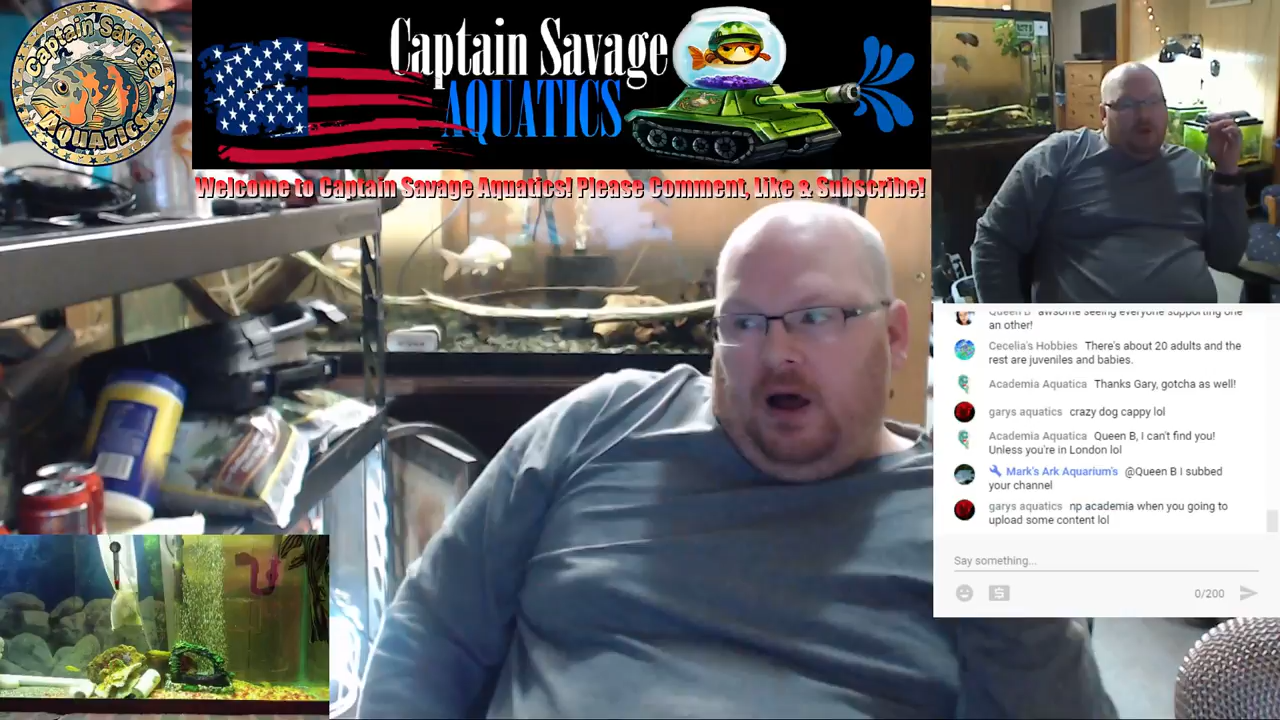 Captain Savage
AQUATICS
Captain Savage
AQUATICS
Welcome to Captain Savage Aquatics! Please Comment, Like & Subscribe!
Queen B awsome seeing everyone supporting one
an other!
Cecelia's Hobbies There's about 20 adults and the
rest are juveniles and babies.
Academia Aquatica Thanks Gary, gotcha as well!
garys aquatics crazy dog cappy lol
Academia Aquatica Queen B, I can't find you!
Unless you're in London lol
Mark's Ark Aquarium's @Queen B I subbed
your channel
garys aquatics np academia when you going to
upload some content lol
Say something...
0/200